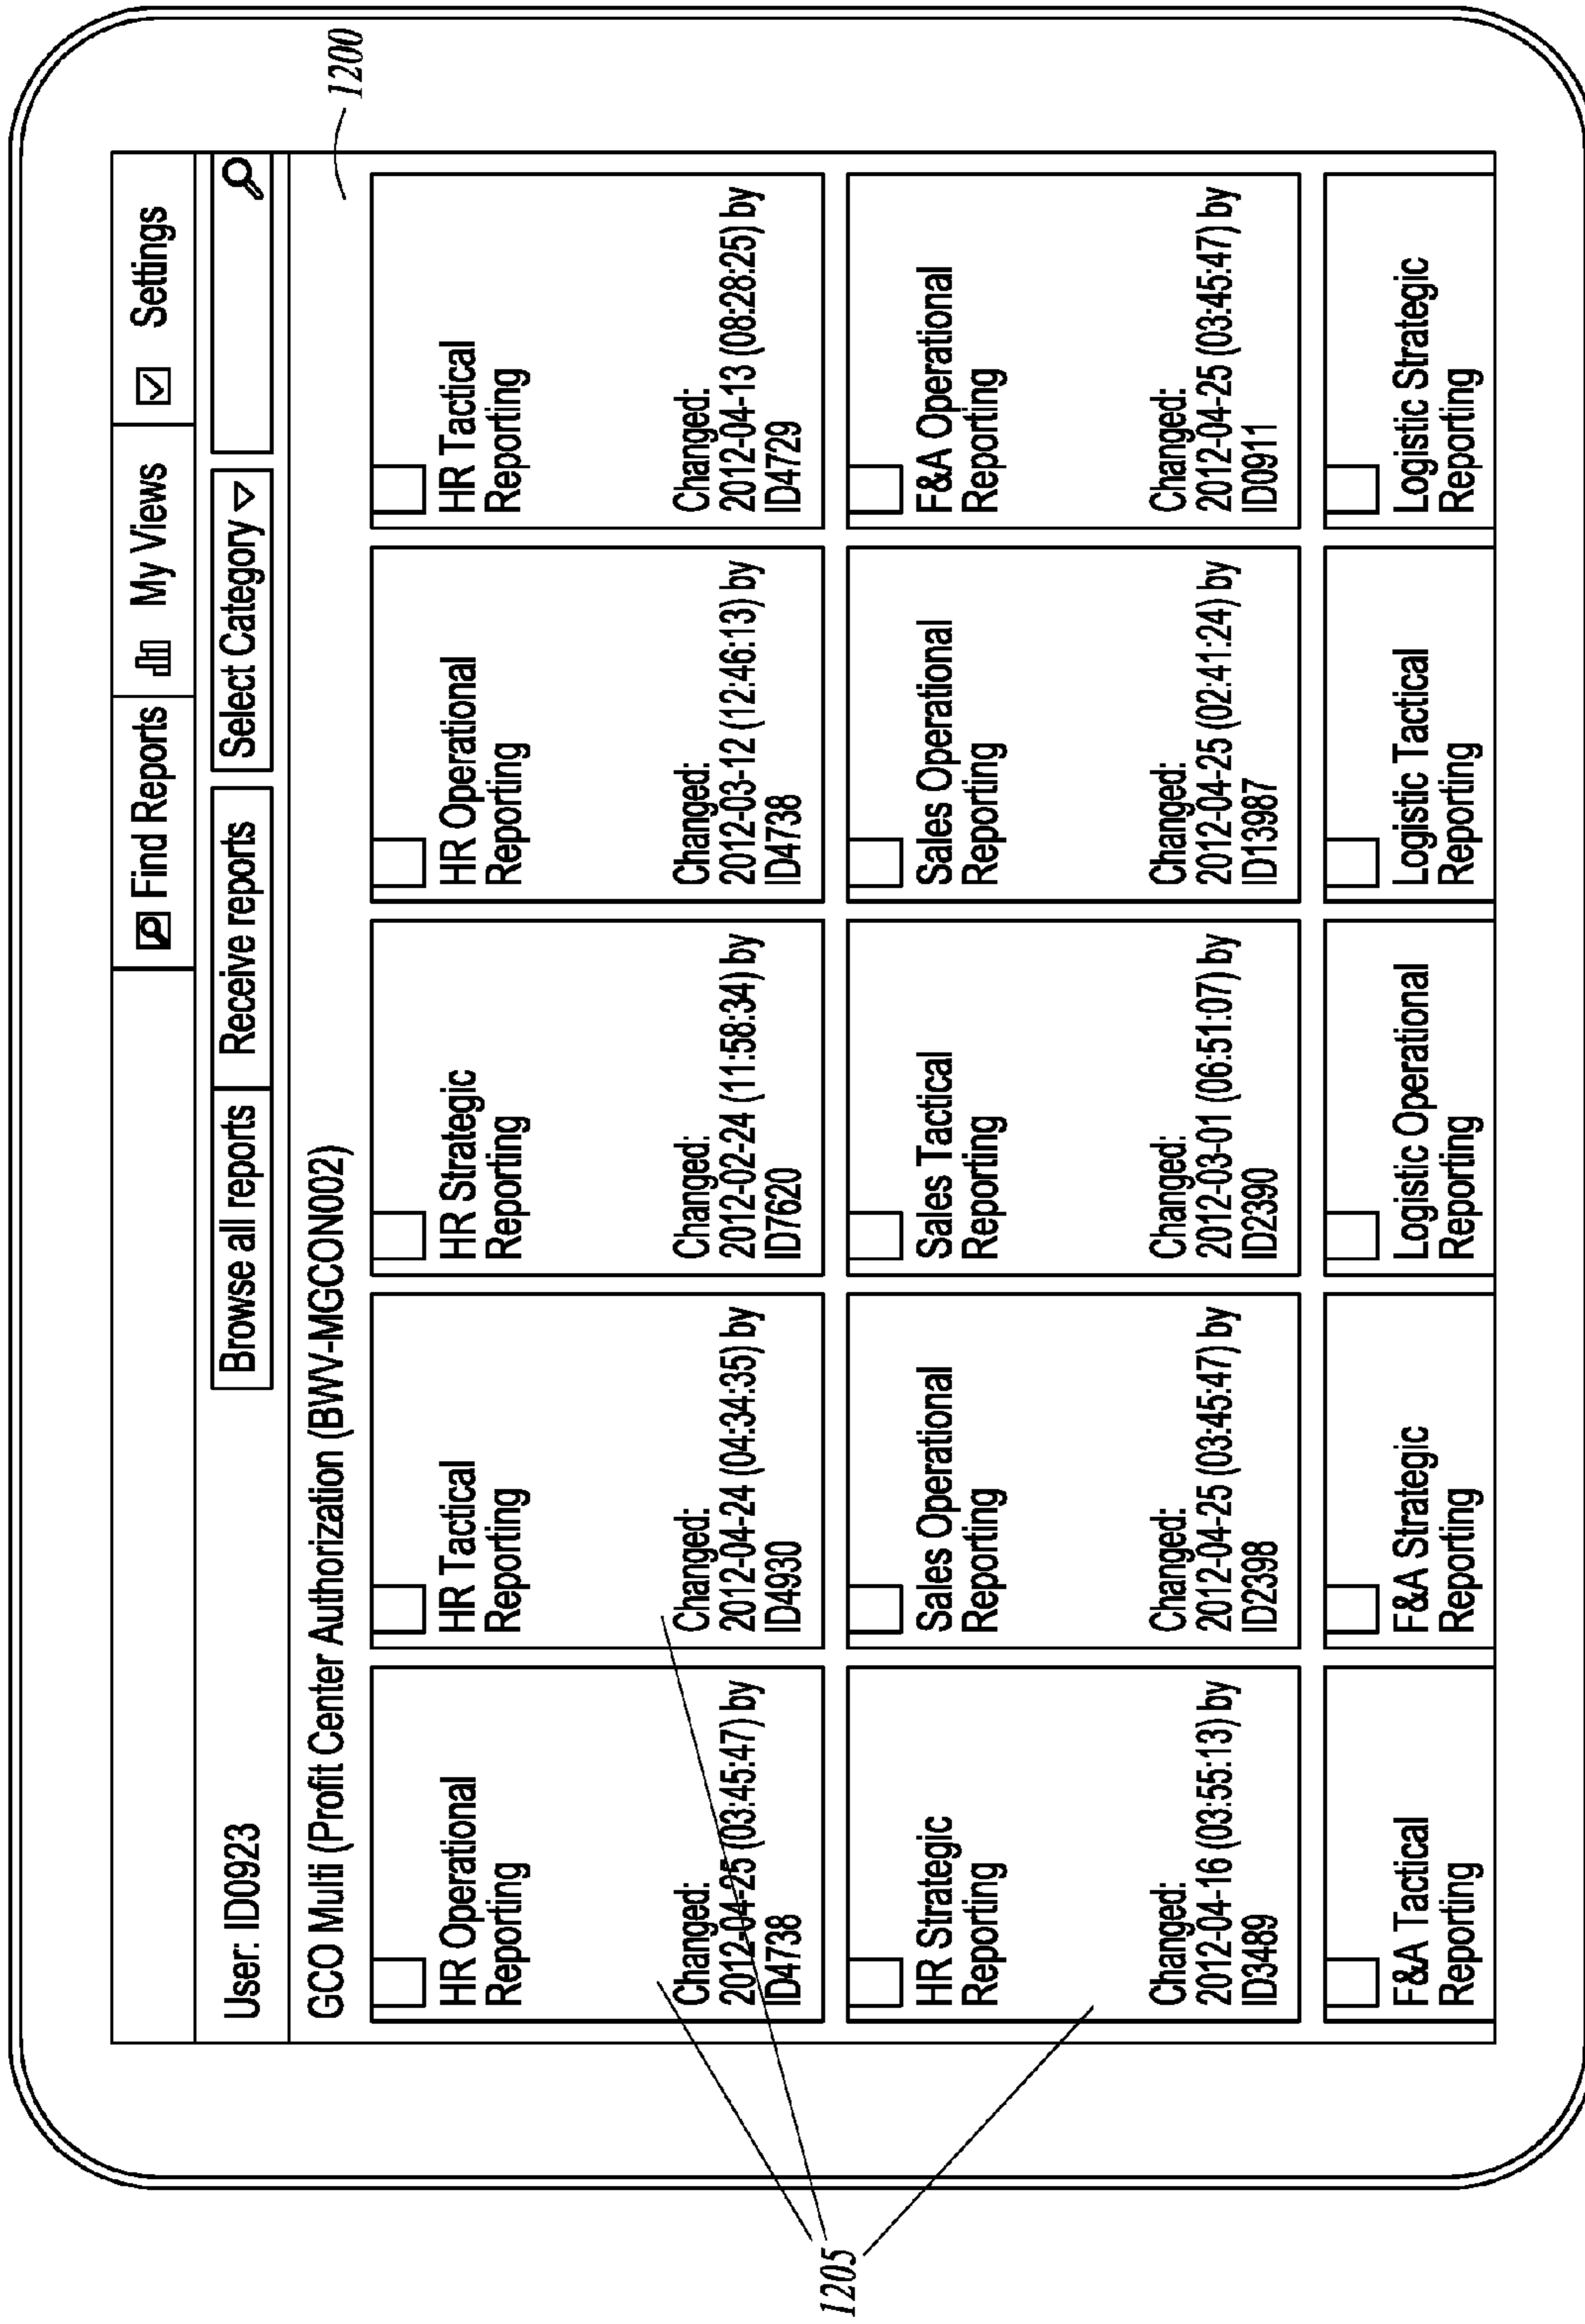 1200
Find Reports
My Views
Settings
User: ID0923
Browse all reports
Receive reports
Select Category
GCO Multi (Profit Center Authorization (BWV-MGCON002)
HR Operational
Reporting
Changed:
2012-04-25 (03:45:47) by
ID4738
HR Tactical
Reporting
Changed:
2012-04-24 (04:34:35) by
ID4930
HR Strategic
Reporting
Changed:
2012-02-24 (11:58:34) by
ID7620
HR Operational
Reporting
Changed:
2012-03-12 (12:46:13) by
ID4738
HR Tactical
Reporting
Changed:
2012-04-13 (08:28:25) by
ID4729
HR Strategic
Reporting
Changed:
2012-04-16 (03:55:13) by
ID3489
Sales Operational
Reporting
Changed:
2012-04-25 (03:45:47) by
ID2398
Sales Tactical
Reporting
Changed:
2012-03-01 (06:51:07) by
ID2390
Sales Operational
Reporting
Changed:
2012-04-25 (02:41:24) by
ID13987
F&A Operational
Reporting
Changed:
2012-04-25 (03:45:47) by
ID0911
F&A Tactical
Reporting
F&A Strategic
Reporting
Logistic Operational
Reporting
Logistic Tactical
Reporting
Logistic Strategic
Reporting
1205